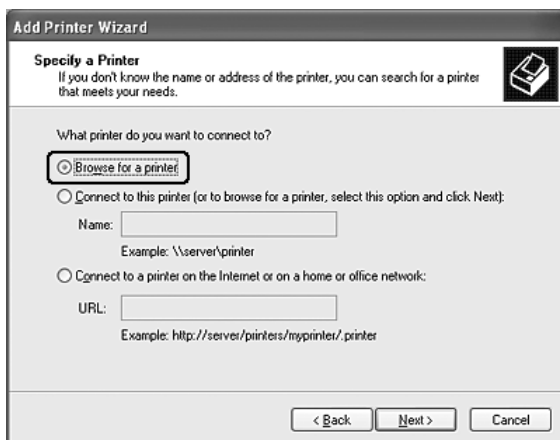 Add Printer Wizard
Specify a Printer
If you don't know the name or address of the printer, you can search for a printer
that meets your needs.
What printer do you want to connect to?
Browse for a printer
Connect to this printer (or to browse for a printer, select this option and click Next):
Name:
Example: \\server\printer
Connect to a printer on the Internet or on a home or office network:
URL:
Example: http://server/printers/myprinter/.printer
< Back Next > Cancel